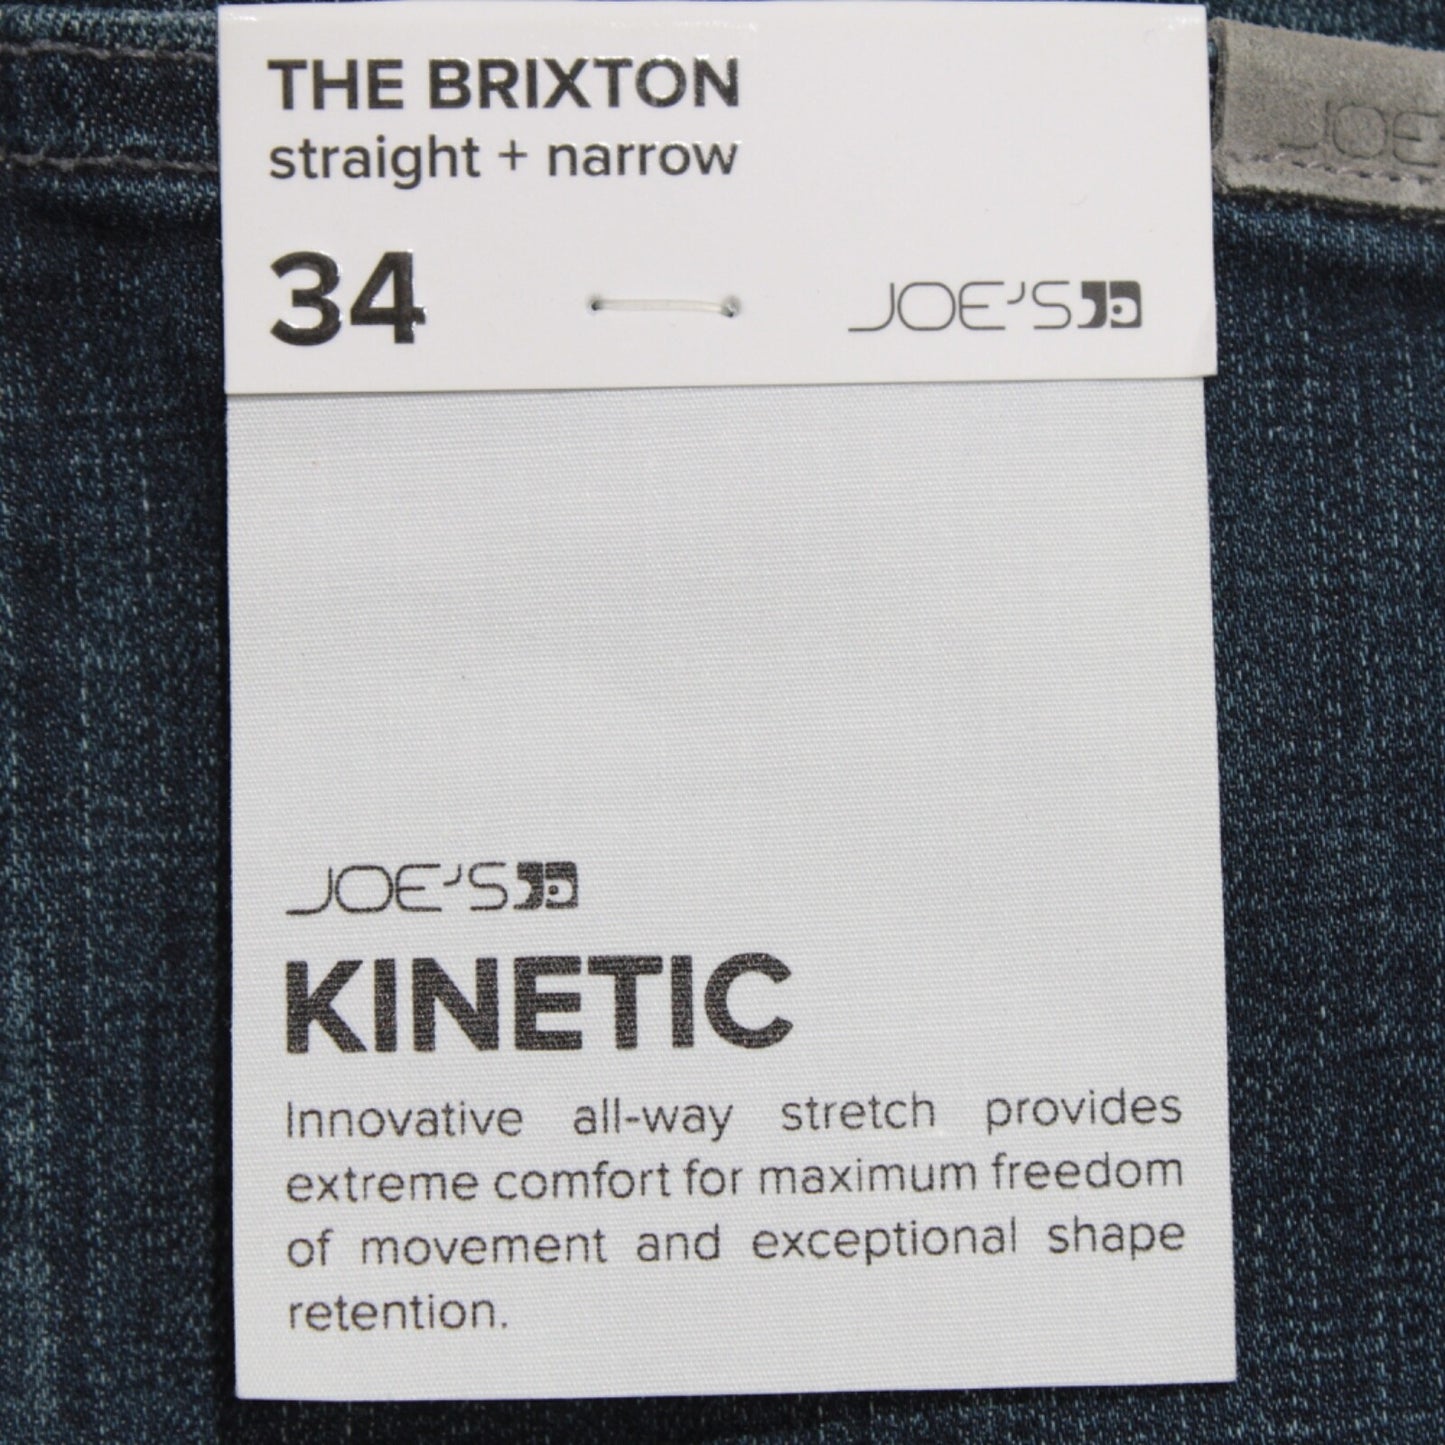 THE BRIXTON
straight + narrow
34
JOE'S
JOE
JOE'S
KINETIC
Innovative all-way stretch provides
extreme comfort for maximum freedom
of movement and exceptional shape
retention.